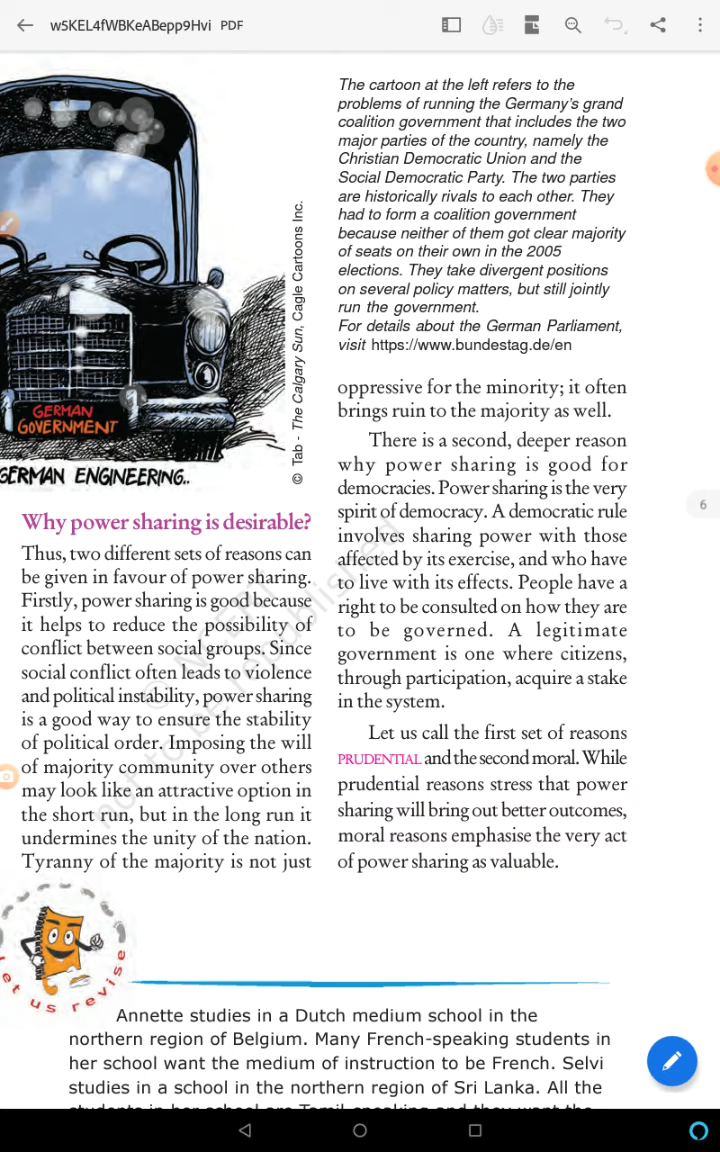 wSKEL4fWBKeABepp9Hvi PDF
GERMAN
GOVERNMENT
GERMAN ENGINEERING..
© Tab - The Calgary Sun, Cagle Cartoons Inc.
The cartoon at the left refers to the
problems of running the Germany's grand
coalition government that includes the two
major parties of the country, namely the
Christian Democratic Union and the
Social Democratic Party. The two parties
are historically rivals to each other. They
had to form a coalition government
because neither of them got clear majority
of seats on their own in the 2005
elections. They take divergent positions
on several policy matters, but still jointly
run the government.
For details about the German Parliament,
visit https://www.bundestag.de/en
Why power sharing is desirable?
Thus, two different sets of reasons can
be given in favour of power sharing.
Firstly, power sharing is good because
it helps to reduce the possibility of
conflict between social groups. Since
social conflict often leads to violence
and political instability, power sharing
is a good way to ensure the stability
of political order. Imposing the will
of majority community over others
may look like an attractive option in
the short run, but in the long run it
undermines the unity of the nation.
Tyranny of the majority is not just
oppressive for the minority; it often
brings ruin to the majority as well.
There is a second, deeper reason
why power sharing is good for
democracies. Power sharing is the very
spirit of democracy. A democratic rule
involves sharing power with those
affected by its exercise, and who have
to live with its effects. People have a
right to be consulted on how they are
to be governed. A legitimate
government is one where citizens,
through participation, acquire a stake
in the system.
Let us call the first set of reasons
PRUDENTIAL and the second moral. While
prudential reasons stress that power
sharing will bring out better outcomes,
moral reasons emphasise the very act
of power sharing as valuable.
6
© NCERT
not to be republished
let us revise
Annette studies in a Dutch medium school in the
northern region of Belgium. Many French-speaking students in
her school want the medium of instruction to be French. Selvi
studies in a school in the northern region of Sri Lanka. All the
students in her school are Tamil-speaking and they want the